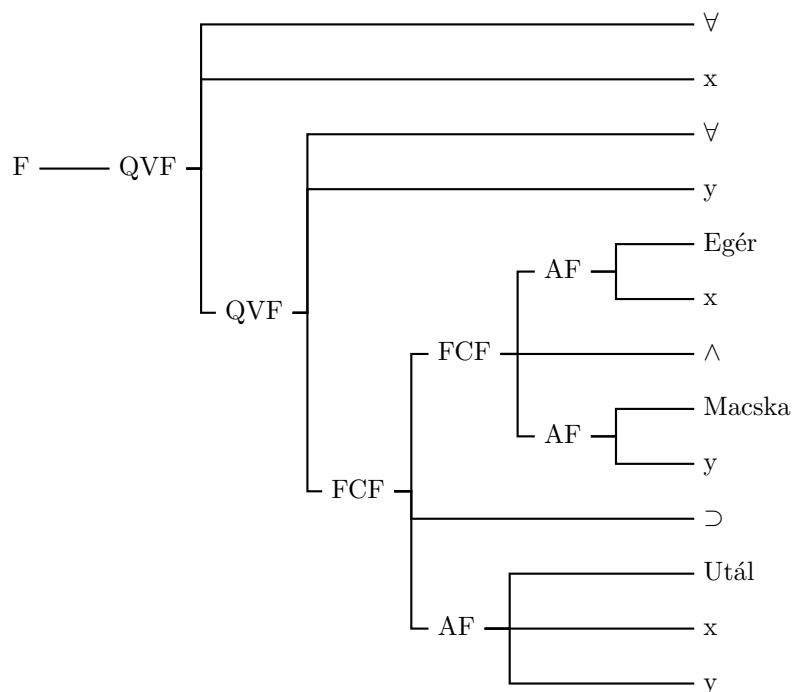 ∀
x
F QVF ∀
y
Egér
AF
x
QVF
FCF ∧
Macska
AF
y
FCF
⊃
Utál
AF x
y